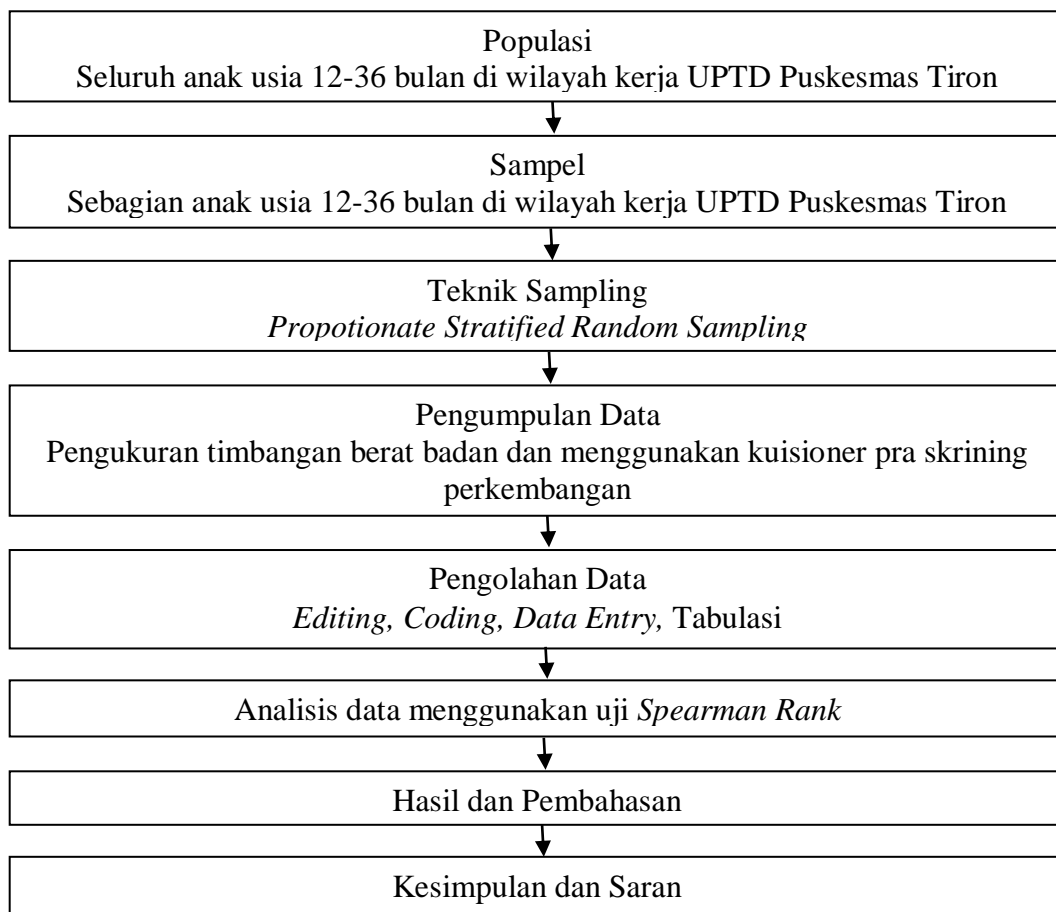 Populasi
Seluruh anak usia 12-36 bulan di wilayah kerja UPTD Puskesmas Tiron
Sampel
Sebagian anak usia 12-36 bulan di wilayah kerja UPTD Puskesmas Tiron
Teknik Sampling
Propotionate Stratified Random Sampling
Pengumpulan Data
Pengukuran timbangan berat badan dan menggunakan kuisioner pra skrining
perkembangan
Pengolahan Data
Editing, Coding, Data Entry, Tabulasi
Analisis data menggunakan uji Spearman Rank
Hasil dan Pembahasan
Kesimpulan dan Saran